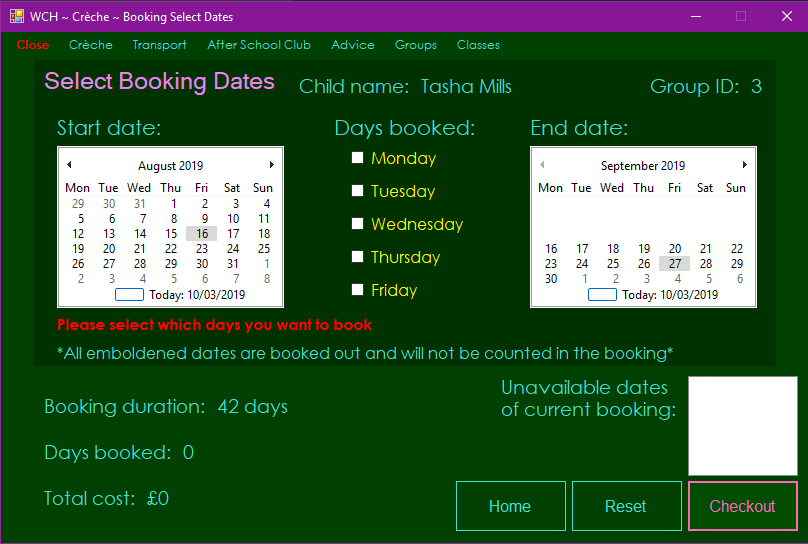 WCH ~ Crèche ~ Booking Select Dates
Close Crèche Transport After School Club Advice Groups Classes
Select Booking Dates Child name: Tasha Mills Group ID: 3
Start date:
August 2019
Mon Tue Wed Thu Fri Sat Sun
29 30 31 1 2 3 4
5 6 7 8 9 10 11
12 13 14 15 16 17 18
19 20 21 22 23 24 25
26 27 28 29 30 31 1
2 3 4 5 6 7 8
Today: 10/03/2019
Days booked:
Monday
Tuesday
Wednesday
Thursday
Friday
End date:
September 2019
Mon Tue Wed Thu Fri Sat Sun
16 17 18 19 20 21 22
23 24 25 26 27 28 29
30 1 2 3 4 5 6
Today: 10/03/2019
Please select which days you want to book
*All emboldened dates are booked out and will not be counted in the booking*
Booking duration: 42 days
Days booked: 0
Total cost: £0
Unavailable dates
of current booking:
Home Reset Checkout